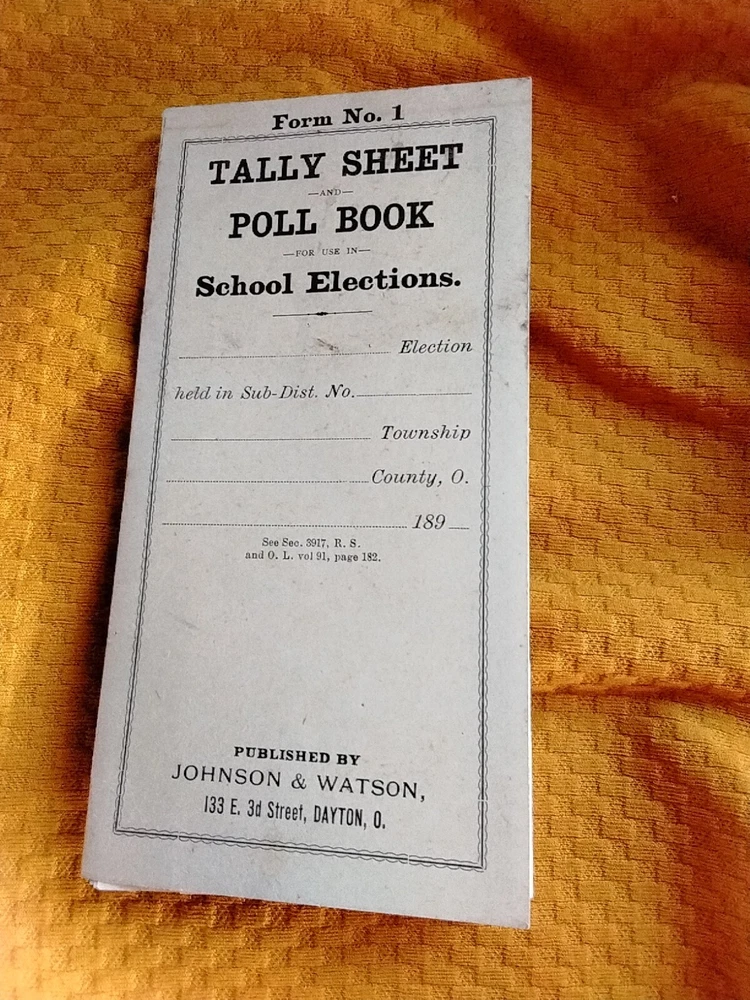 Form No. 1
TALLY SHEET
—AND—
POLL BOOK
—FOR USE IN—
School Elections.
Election
held in Sub-Dist. No.
Township
County, O.
189
See Sec. 3917, R. S.
and O. L. vol 91, page 182.
PUBLISHED BY
JOHNSON & WATSON,
133 E. 3d Street, DAYTON, O.